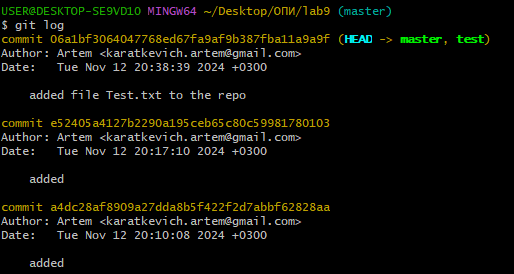 USER@DESKTOP-SE9VD1O MINGW64 ~/Desktop/ОПИ/lab9 (master)
$ git log
commit 06a1bf3064047768ed67fa9af9b387fba11a9a9f (HEAD -> master, test)
Author: Artem <karatkevich.artem@gmail.com>
Date:   Tue Nov 12 20:38:39 2024 +0300

    added file Test.txt to the repo

commit e52405a4127b2290a195ceb65c80c59981780103
Author: Artem <karatkevich.artem@gmail.com>
Date:   Tue Nov 12 20:17:10 2024 +0300

    added

commit a4dc28af8909a27dda8b5f422f2d7abbf62828aa
Author: Artem <karatkevich.artem@gmail.com>
Date:   Tue Nov 12 20:10:08 2024 +0300

    added